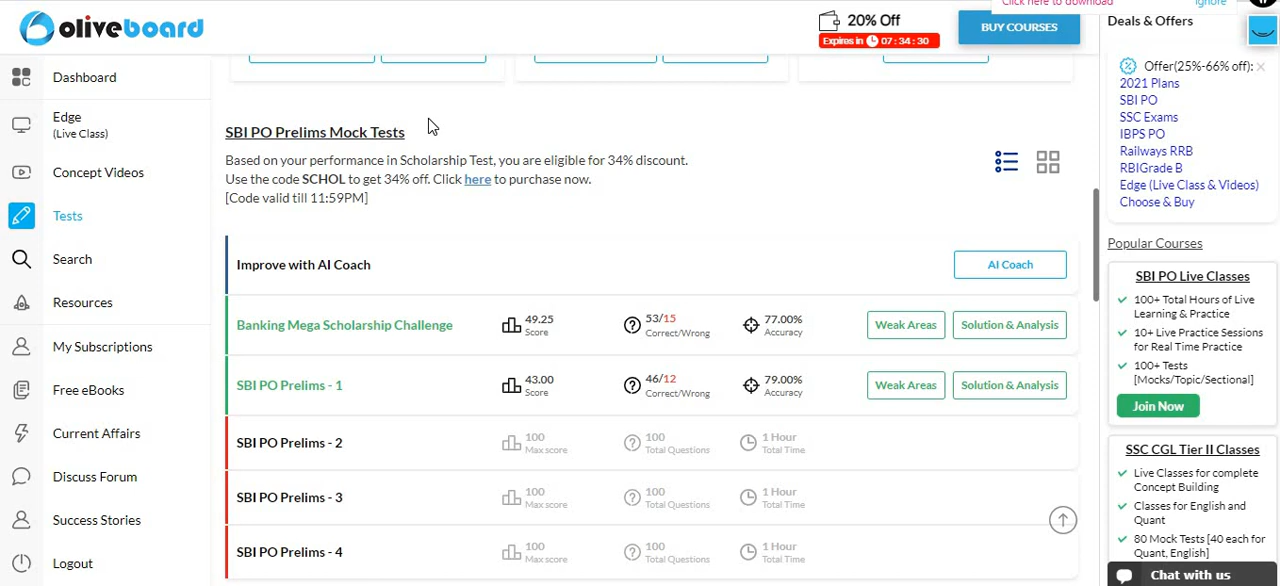 Click here to download
Ignore
oliveboard
20% Off
Expires in 07 : 34 : 30
BUY COURSES
Deals & Offers
Dashboard
Edge
(Live Class)
Concept Videos
Tests
Search
Resources
My Subscriptions
Free eBooks
Current Affairs
Discuss Forum
Success Stories
Logout
SBI PO Prelims Mock Tests
Based on your performance in Scholarship Test, you are eligible for 34% discount.
Use the code SCHOL to get 34% off. Click here to purchase now.
[Code valid till 11:59PM]
Improve with AI Coach
AI Coach
Banking Mega Scholarship Challenge
49.25
Score
53/15
Correct/Wrong
77.00%
Accuracy
Weak Areas
Solution & Analysis
SBI PO Prelims - 1
43.00
Score
46/12
Correct/Wrong
79.00%
Accuracy
Weak Areas
Solution & Analysis
SBI PO Prelims - 2
100
Max score
100
Total Questions
1 Hour
Total Time
SBI PO Prelims - 3
100
Max score
100
Total Questions
1 Hour
Total Time
SBI PO Prelims - 4
100
Max score
100
Total Questions
1 Hour
Total Time
Offer(25%-66% off):
2021 Plans
SBI PO
SSC Exams
IBPS PO
Railways RRB
RBIGrade B
Edge (Live Class & Videos)
Choose & Buy
Popular Courses
SBI PO Live Classes
100+ Total Hours of Live
Learning & Practice
10+ Live Practice Sessions
for Real Time Practice
100+ Tests
[Mocks/Topic/Sectional]
Join Now
SSC CGL Tier II Classes
Live Classes for complete
Concept Building
Classes for English and
Quant
80 Mock Tests [40 each for
Quant, English]
Chat with us